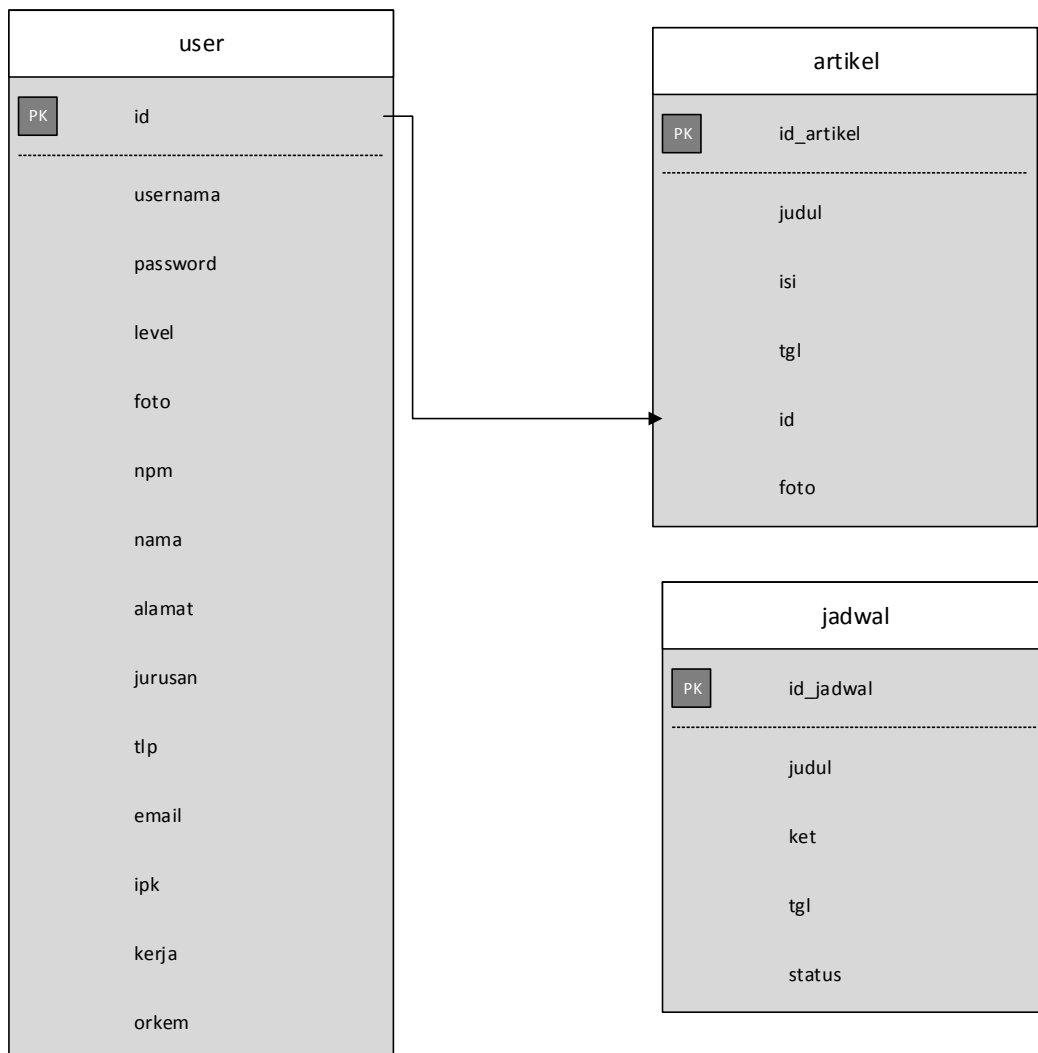 user
PK
id
usernama
password
level
foto
npm
nama
alamat
jurusan
tlp
email
ipk
kerja
orkem
artikel
PK
id_artikel
judul
isi
tgl
id
foto
jadwal
PK
id_jadwal
judul
ket
tgl
status